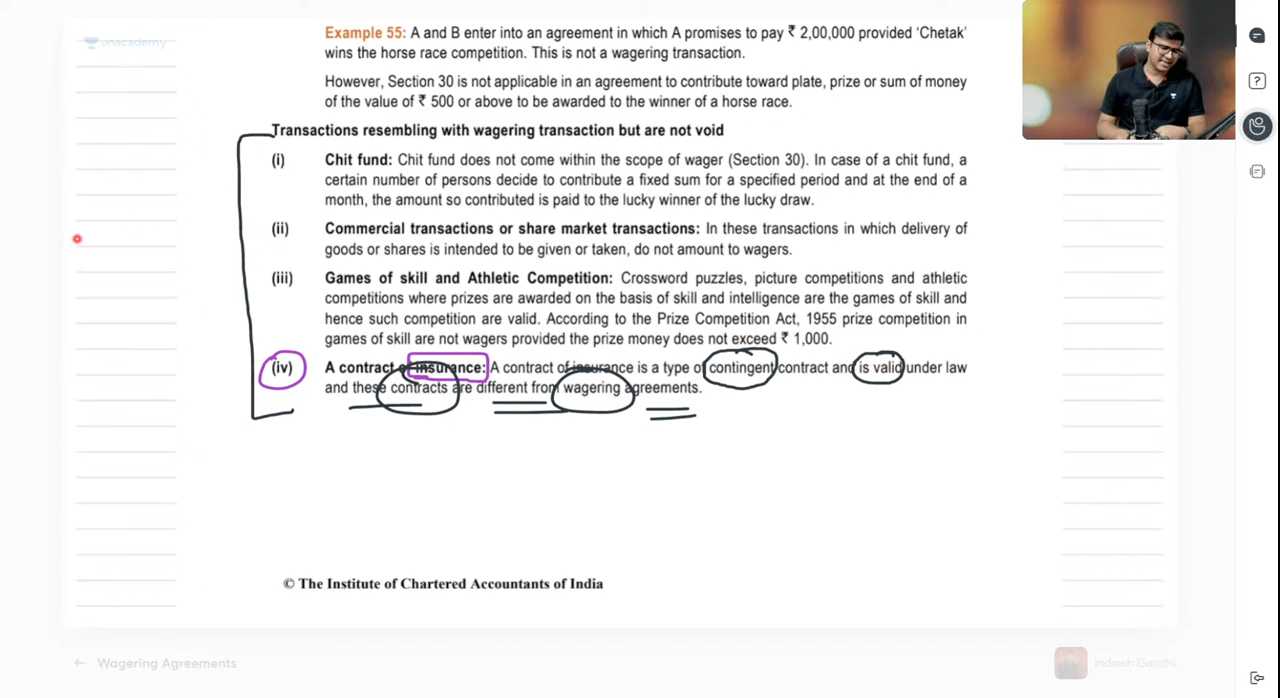 unacademy
Example 55: A and B enter into an agreement in which A promises to pay ₹ 2,00,000 provided 'Chetak'
wins the horse race competition. This is not a wagering transaction.
However, Section 30 is not applicable in an agreement to contribute toward plate, prize or sum of money
of the value of ₹ 500 or above to be awarded to the winner of a horse race.
Transactions resembling with wagering transaction but are not void
(i) Chit fund: Chit fund does not come within the scope of wager (Section 30). In case of a chit fund, a
certain number of persons decide to contribute a fixed sum for a specified period and at the end of a
month, the amount so contributed is paid to the lucky winner of the lucky draw.
(ii) Commercial transactions or share market transactions: In these transactions in which delivery of
goods or shares is intended to be given or taken, do not amount to wagers.
(iii) Games of skill and Athletic Competition: Crossword puzzles, picture competitions and athletic
competitions where prizes are awarded on the basis of skill and intelligence are the games of skill and
hence such competition are valid. According to the Prize Competition Act, 1955 prize competition in
games of skill are not wagers provided the prize money does not exceed ₹ 1,000.
(iv) A contract of insurance: A contract of insurance is a type of contingent contract and is valid under law
and these contracts are different from wagering agreements.
© The Institute of Chartered Accountants of India
← Wagering Agreements
Indresh Gandhi